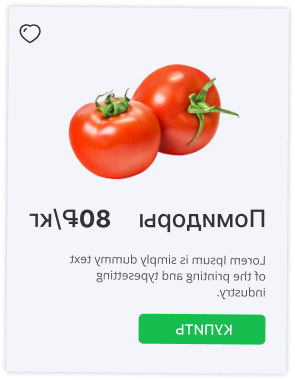 Помидоры 80₽/кг
Lorem Ipsum is simply dummy text
of the printing and typesetting
industry.
КУПИТЬ